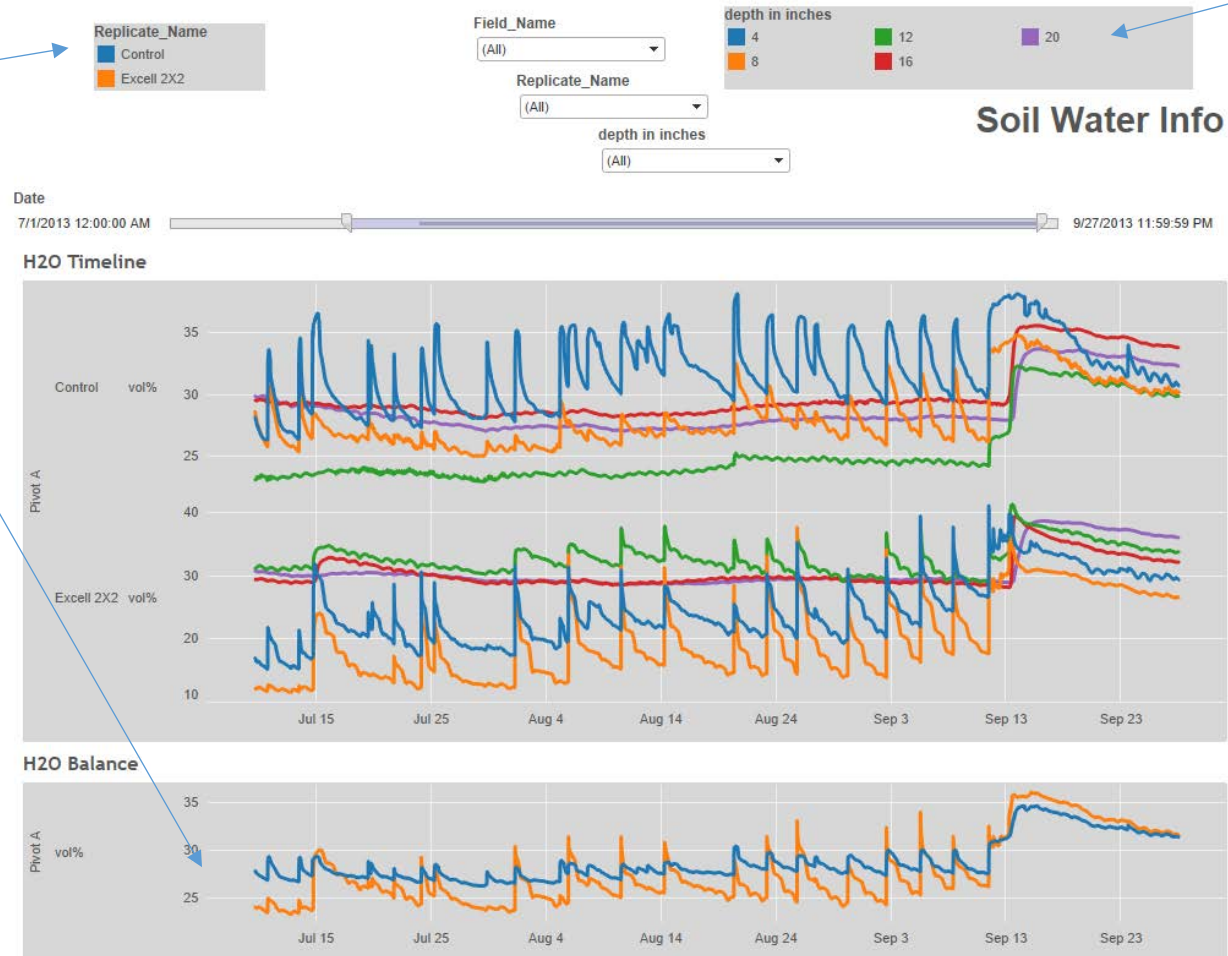 Replicate_Name
Control
Excell 2X2
Field_Name
(All)
Replicate_Name
(All)
depth in inches
(All)
depth in inches
4
12
20
8
16
Soil Water Info
Date
7/1/2013 12:00:00 AM
9/27/2013 11:59:59 PM
H2O Timeline
Pivot A
Control vol%
35
30
25
Excell 2X2 vol%
40
30
20
10
Jul 15
Jul 25
Aug 4
Aug 14
Aug 24
Sep 3
Sep 13
Sep 23
H2O Balance
Pivot A
vol%
35
30
25
Jul 15
Jul 25
Aug 4
Aug 14
Aug 24
Sep 3
Sep 13
Sep 23